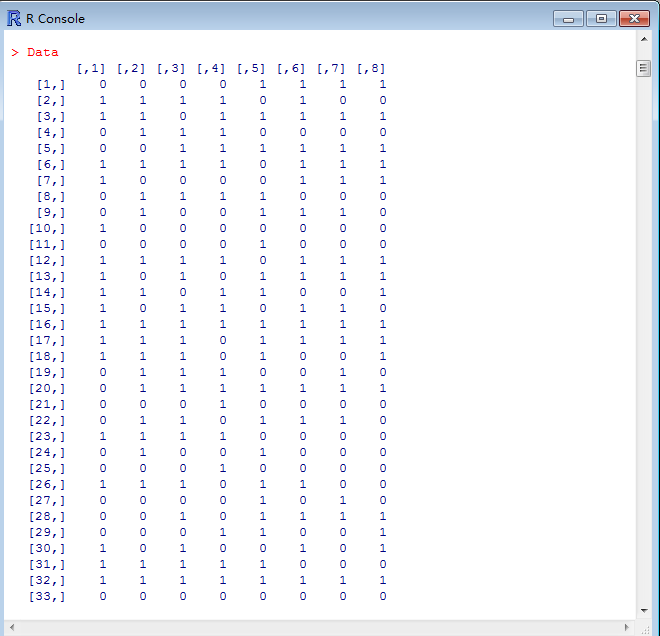 R Console
> Data
[,1] [,2] [,3] [,4] [,5] [,6] [,7] [,8]
[1,] 0 0 0 0 1 1 1 1
[2,] 1 1 1 1 0 1 0 0
[3,] 1 1 0 1 1 1 1 1
[4,] 0 1 1 1 0 0 0 0
[5,] 0 0 1 1 1 1 1 1
[6,] 1 1 1 1 0 1 1 1
[7,] 1 0 0 0 0 1 1 1
[8,] 0 1 1 1 1 0 0 0
[9,] 0 1 0 0 1 1 1 0
[10,] 1 0 0 0 0 0 0 0
[11,] 0 0 0 0 1 0 0 0
[12,] 1 1 1 1 0 1 1 1
[13,] 1 0 1 0 1 1 1 1
[14,] 1 1 0 1 1 0 0 1
[15,] 1 0 1 1 0 1 1 0
[16,] 1 1 1 1 1 1 1 1
[17,] 1 1 1 0 1 1 1 1
[18,] 1 1 1 0 1 0 0 1
[19,] 0 1 1 1 0 0 1 0
[20,] 0 1 1 1 1 1 1 1
[21,] 0 0 0 1 0 0 0 0
[22,] 0 1 1 0 1 1 1 0
[23,] 1 1 1 1 0 0 0 0
[24,] 0 1 0 0 1 0 0 0
[25,] 0 0 0 1 0 0 0 0
[26,] 1 1 1 0 1 1 0 0
[27,] 0 0 0 0 1 0 1 0
[28,] 0 0 1 0 1 1 1 1
[29,] 0 0 0 1 1 0 0 1
[30,] 1 0 1 0 0 1 0 1
[31,] 1 1 1 1 1 0 0 0
[32,] 1 1 1 1 1 1 1 1
[33,] 0 0 0 0 0 0 0 0